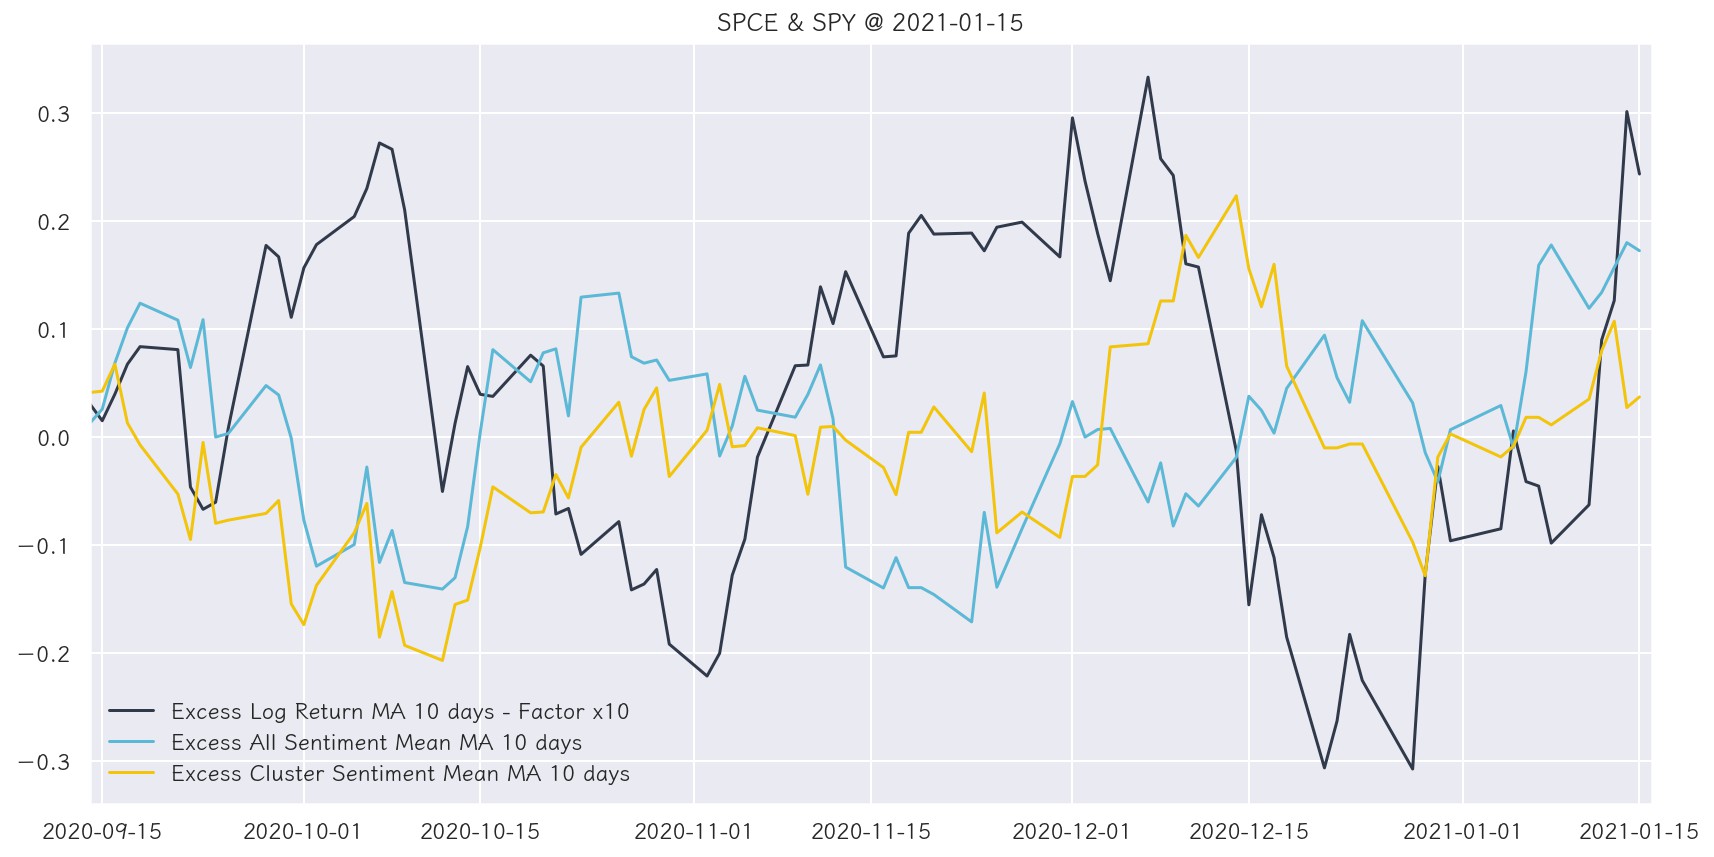 SPCE & SPY @ 2021-01-15
0.3
0.2
0.1
0.0
−0.1
−0.2
−0.3
Excess Log Return MA 10 days - Factor x10
Excess All Sentiment Mean MA 10 days
Excess Cluster Sentiment Mean MA 10 days
2020-09-15 2020-10-01 2020-10-15 2020-11-01 2020-11-15 2020-12-01 2020-12-15 2021-01-01 2021-01-15